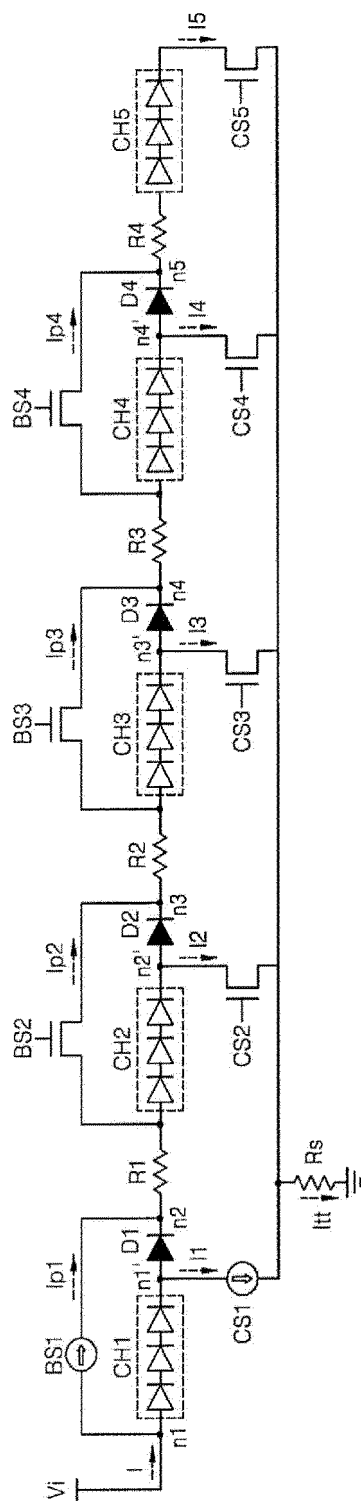 BS1
Ip1
BS2
Ip2
BS3
Ip3
BS4
Ip4
Vi
I
n1
CH1
n1'
D1
n2
R1
CH2
n2'
D2
n3
R2
CH3
n3'
D3
n4
R3
CH4
n4'
D4
n5
R4
CH5
I1
I2
I3
I4
I5
CS1
CS2
CS3
CS4
CS5
Itt
Rs